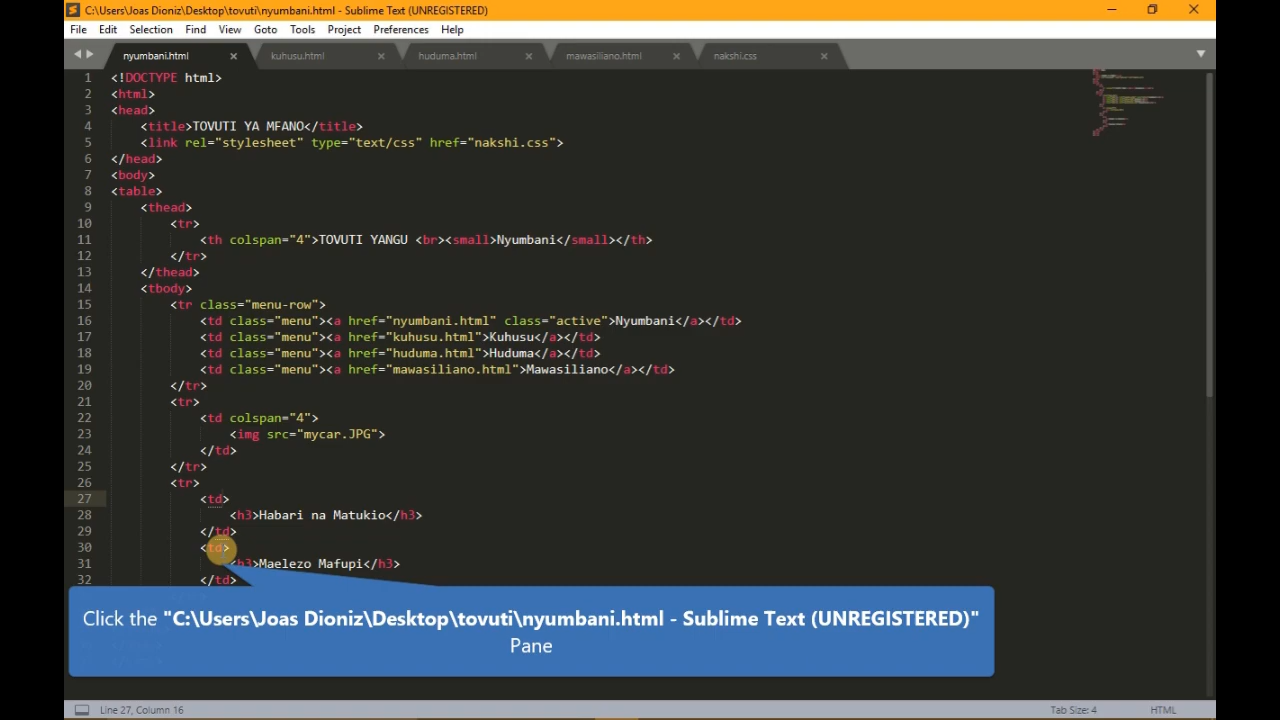 C:\Users\Joas Dioniz\Desktop\tovuti\nyumbani.html - Sublime Text (UNREGISTERED)
File Edit Selection Find View Goto Tools Project Preferences Help
nyumbani.html kuhusu.html huduma.html mawasiliano.html nakshi.css
1 <!DOCTYPE html>
2 <html>
3 <head>
4 <title>TOVUTI YA MFANO</title>
5 <link rel="stylesheet" type="text/css" href="nakshi.css">
6 </head>
7 <body>
8 <table>
9 <thead>
10 <tr>
11 <th colspan="4">TOVUTI YANGU <br><small>Nyumbani</small></th>
12 </tr>
13 </thead>
14 <tbody>
15 <tr class="menu-row">
16 <td class="menu"><a href="nyumbani.html" class="active">Nyumbani</a></td>
17 <td class="menu"><a href="kuhusu.html">Kuhusu</a></td>
18 <td class="menu"><a href="huduma.html">Huduma</a></td>
19 <td class="menu"><a href="mawasiliano.html">Mawasiliano</a></td>
20 </tr>
21 <tr>
22 <td colspan="4">
23 <img src="mycar.JPG">
24 </td>
25 </tr>
26 <tr>
27 <td>
28 <h3>Habari na Matukio</h3>
29 </td>
30 <td>
31 <h3>Maelezo Mafupi</h3>
32 </td>
Click the "C:\Users\Joas Dioniz\Desktop\tovuti\nyumbani.html - Sublime Text (UNREGISTERED)"
Pane
Line 27, Column 16 Tab Size: 4 HTML